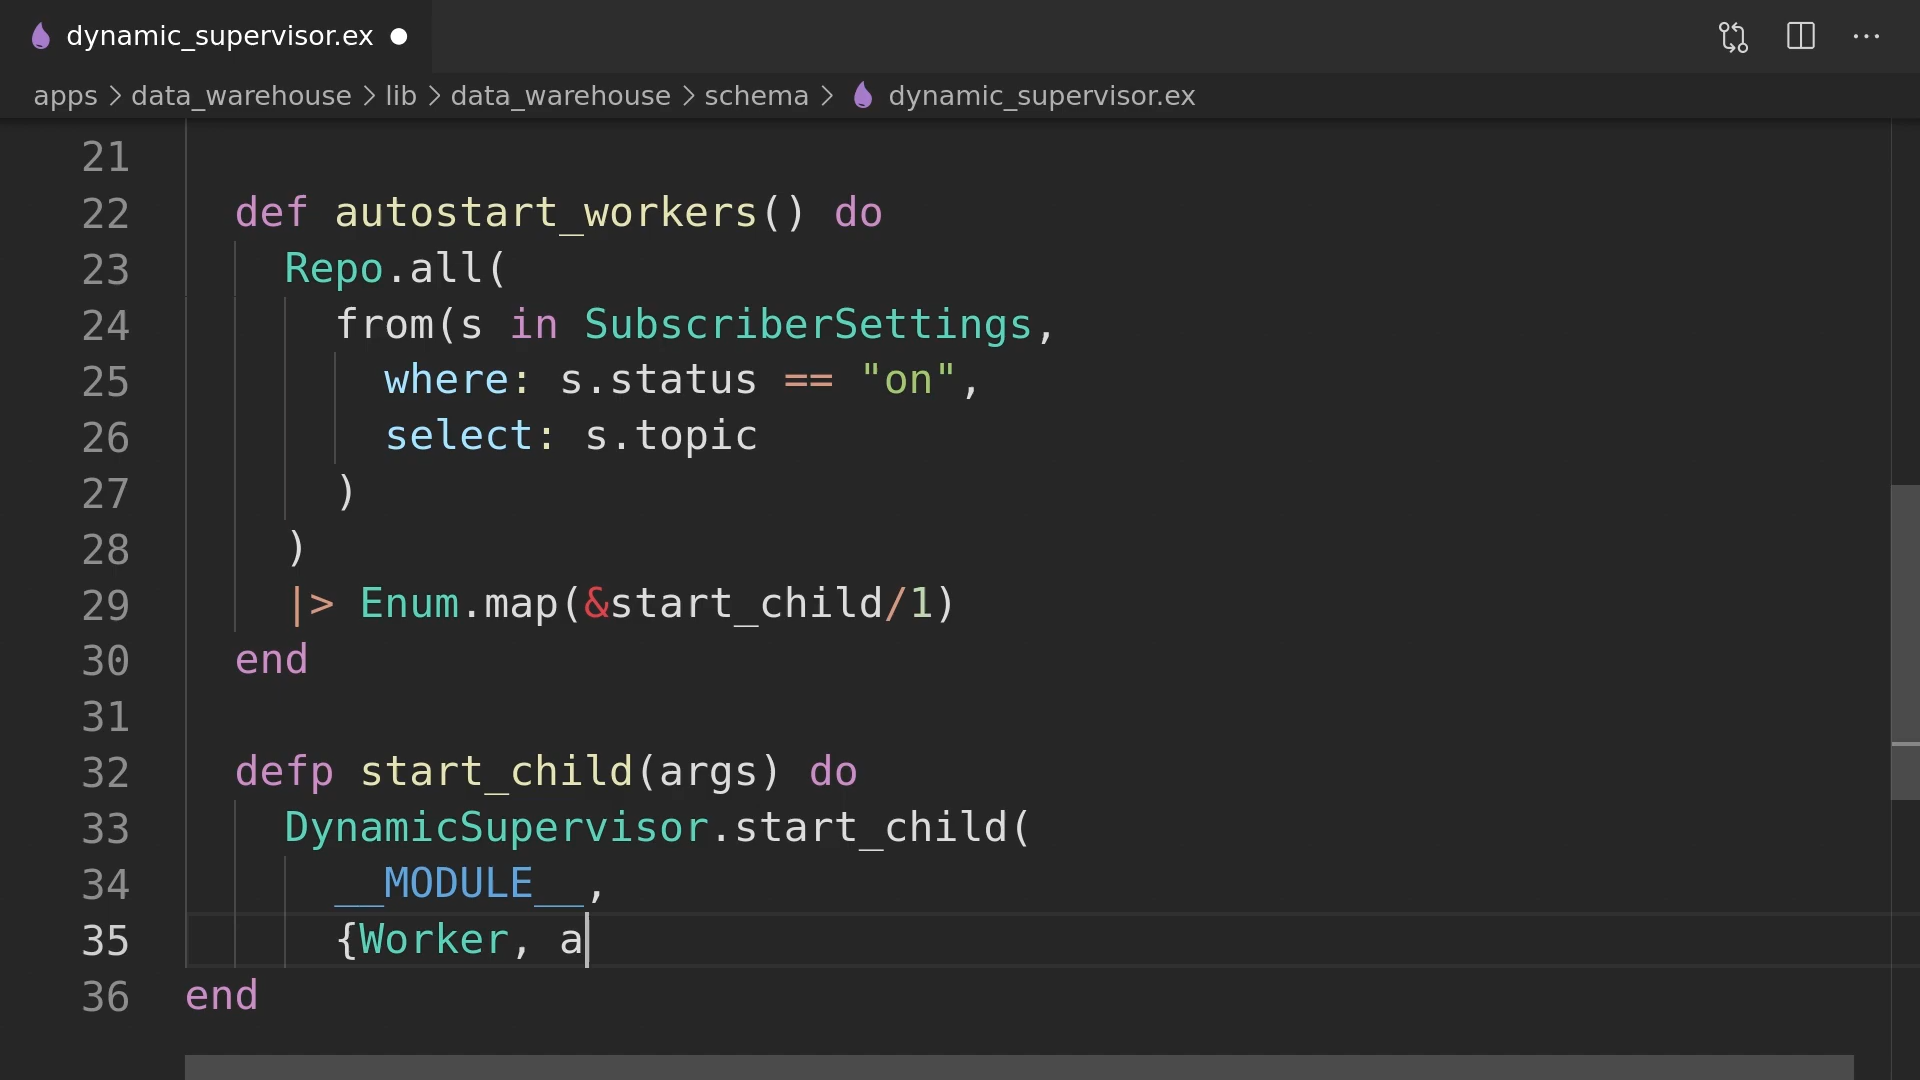 dynamic_supervisor.ex
apps > data_warehouse > lib > data_warehouse > schema > dynamic_supervisor.ex
21
22 def autostart_workers() do
23 Repo.all(
24 from(s in SubscriberSettings,
25 where: s.status == "on",
26 select: s.topic
27 )
28 )
29 |> Enum.map(&start_child/1)
30 end
31
32 defp start_child(args) do
33 DynamicSupervisor.start_child(
34 __MODULE__,
35 {Worker, a
36 end